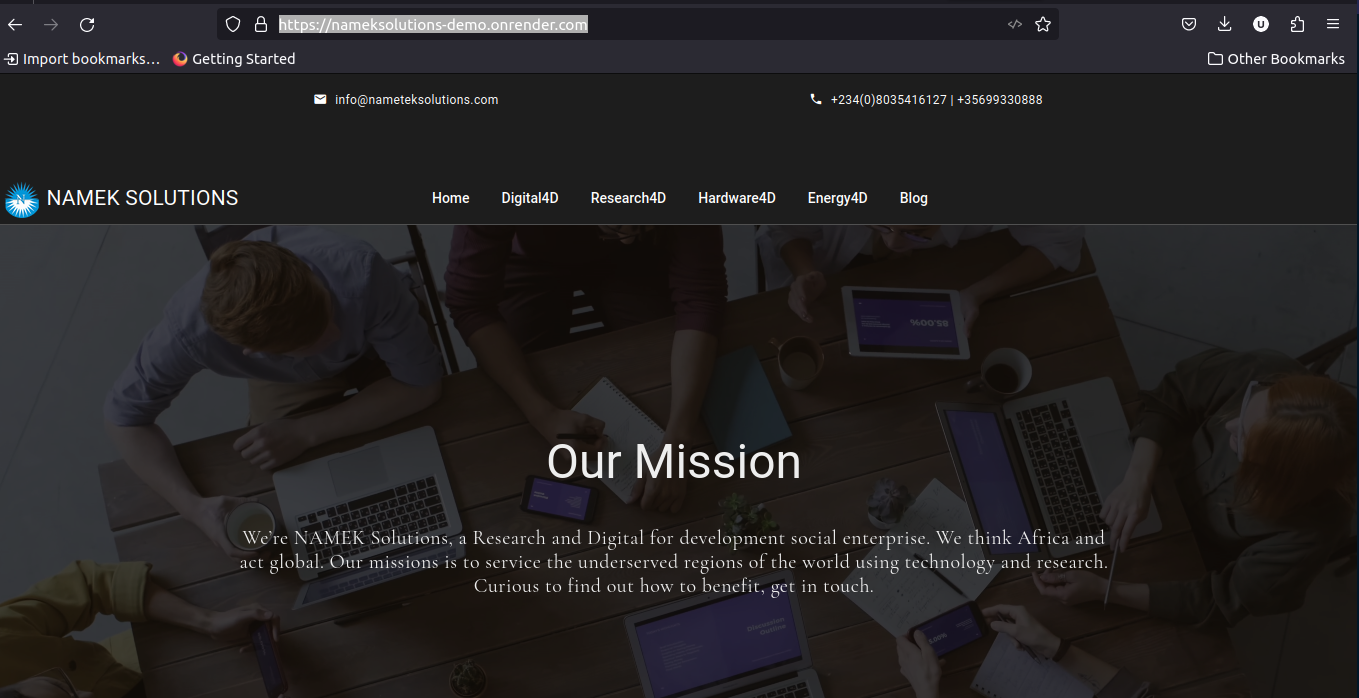 https://nameksolutions-demo.onrender.com
Import bookmarks...
Getting Started
Other Bookmarks
info@nameteksolutions.com
+234(0)8035416127 | +35699330888
NAMEK SOLUTIONS
Home
Digital4D
Research4D
Hardware4D
Energy4D
Blog
Our Mission
We're NAMEK Solutions, a Research and Digital for development social enterprise. We think Africa and
act global. Our missions is to service the underserved regions of the world using technology and research.
Curious to find out how to benefit, get in touch.